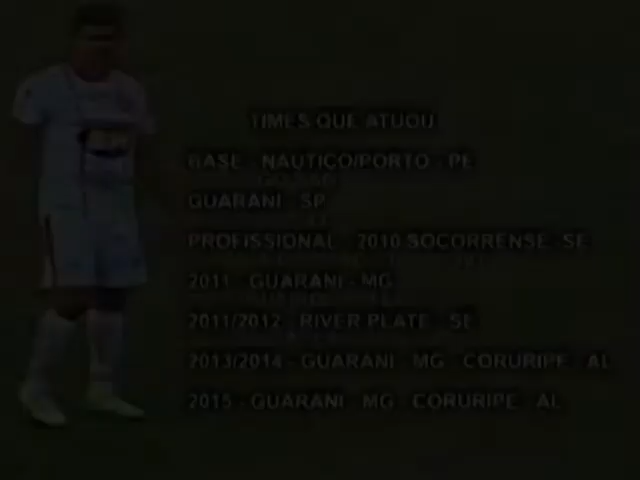 TIMES QUE ATUOU
BASE - NAUTICO/PORTO - PE
GUARANI - SP
PROFISSIONAL - 2010 SOCORRENSE - SE
2011 - GUARANI - MG
2011/2012 - RIVER PLATE - SE
2013/2014 - GUARANI - MG - CORURIPE - AL
2015 - GUARANI - MG - CORURIPE - AL